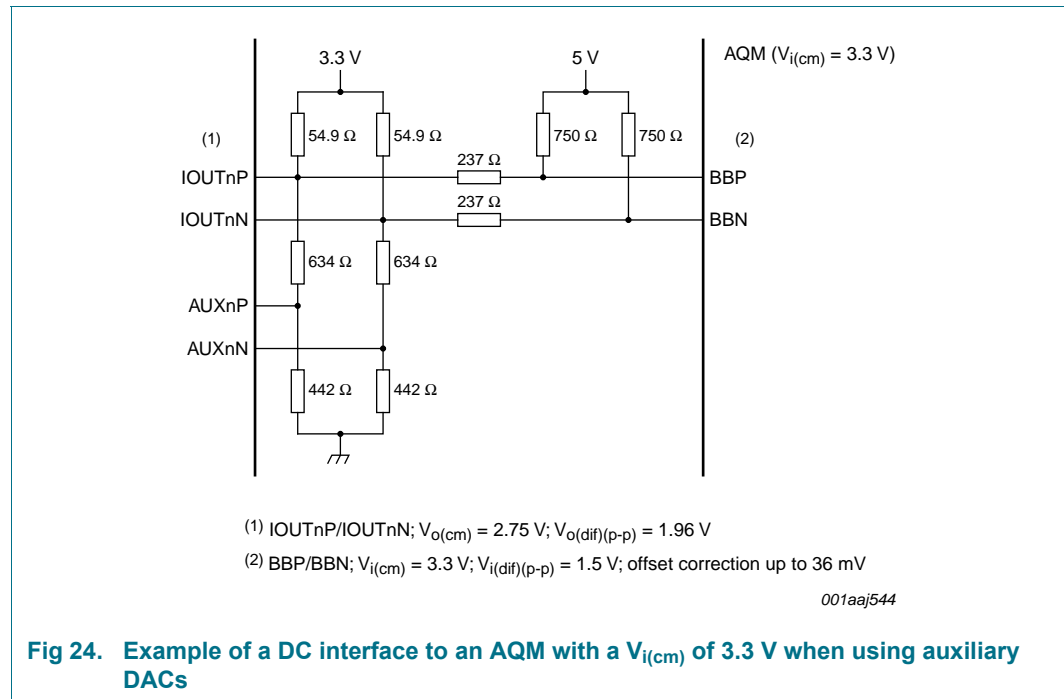 3.3 V 5 V AQM (Vi(cm) = 3.3 V)
(1) 54.9 Ω 54.9 Ω 750 Ω 750 Ω (2)
237 Ω
IOUTnP BBP
237 Ω
IOUTnN BBN
634 Ω 634 Ω
AUXnP
AUXnN
442 Ω 442 Ω
(1) IOUTnP/IOUTnN; Vo(cm) = 2.75 V; Vo(dif)(p-p) = 1.96 V
(2) BBP/BBN; Vi(cm) = 3.3 V; Vi(dif)(p-p) = 1.5 V; offset correction up to 36 mV
001aaj544
Fig 24. Example of a DC interface to an AQM with a Vi(cm) of 3.3 V when using auxiliary
DACs